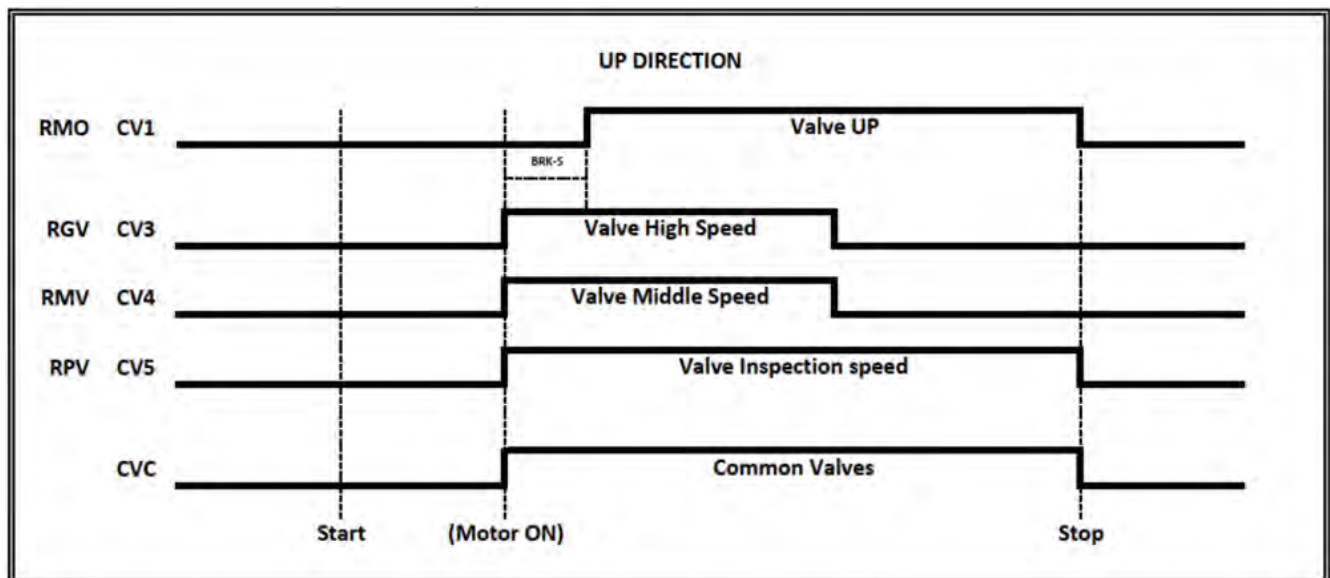 UP DIRECTION
RMO CV1 Valve UP
BRK-S
RGV CV3 Valve High Speed
RMV CV4 Valve Middle Speed
RPV CV5 Valve Inspection speed
CVC Common Valves
Start (Motor ON) Stop